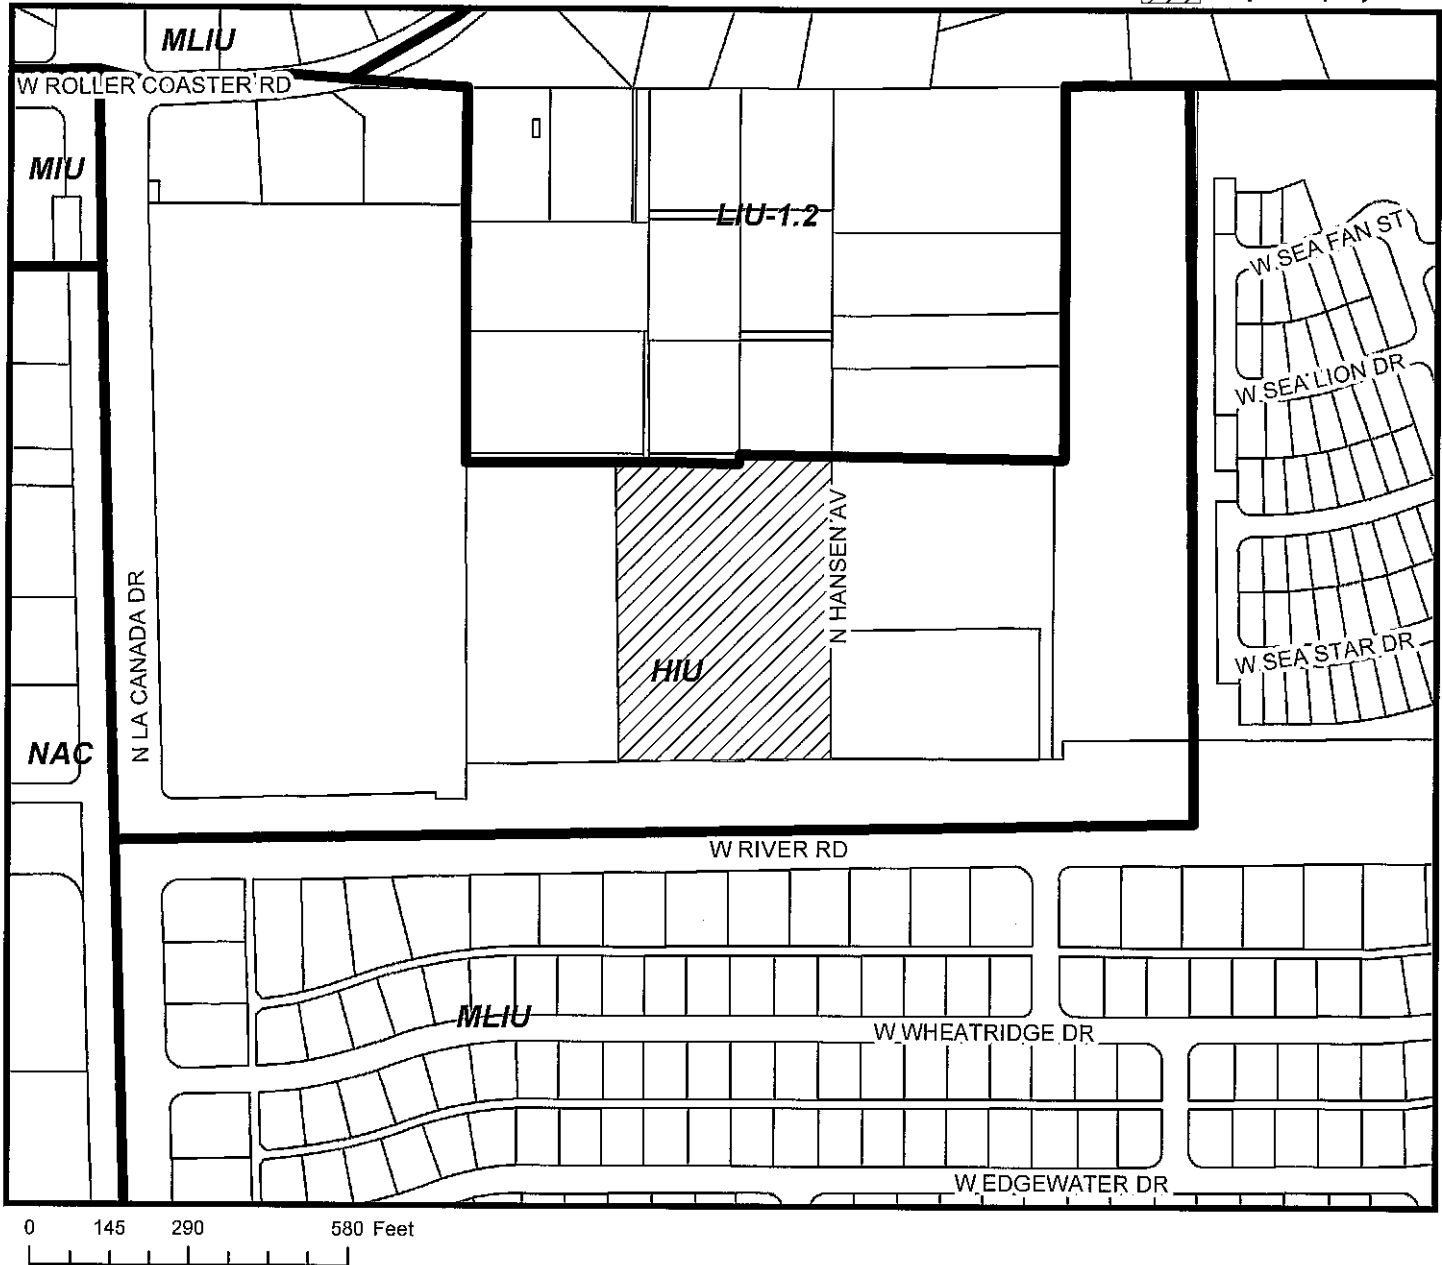 MLIU
W ROLLER COASTER RD
MIU
LIU-1.2
W SEA FAN ST
W SEA LION DR
N HANSEN AV
N LA CANADA DR
W SEA STAR DR
HIU
NAC
W RIVER RD
MLIU
W WHEATRIDGE DR
W EDGEWATER DR
0 145 290 580 Feet